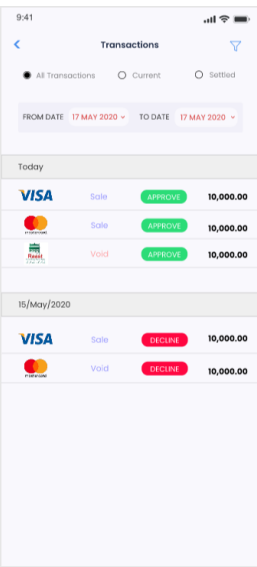 9:41
Transactions
All Transactions Current Settled
FROM DATE 17 MAY 2020 TO DATE 17 MAY 2020
Today
VISA Sale APPROVE 10,000.00
Sale APPROVE 10,000.00
Void APPROVE 10,000.00
15/May/2020
VISA Sale DECLINE 10,000.00
Void DECLINE 10,000.00